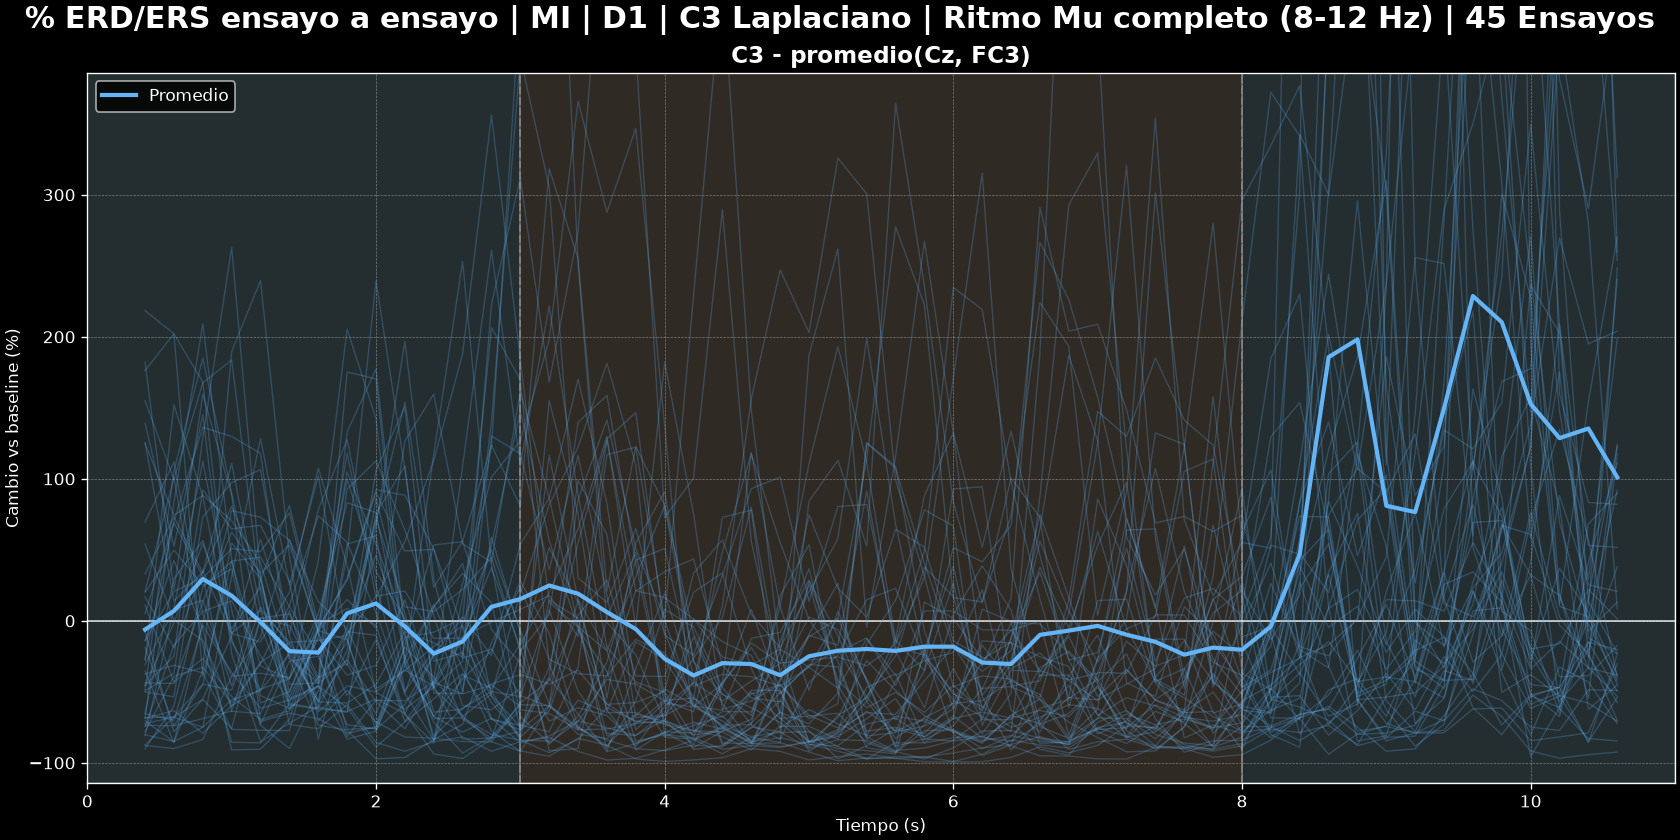 % ERD/ERS ensayo a ensayo | MI | D1 | C3 Laplaciano | Ritmo Mu completo (8-12 Hz) | 45 Ensayos
C3 - promedio(Cz, FC3)
Promedio
Cambio vs baseline (%)
300
200
100
0
−100
0 2 4 6 8 10
Tiempo (s)